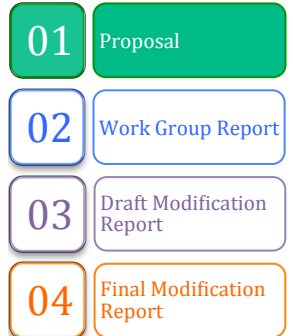 01
Proposal
02
Work Group Report
03
Draft Modification
Report
04
Final Modification
Report